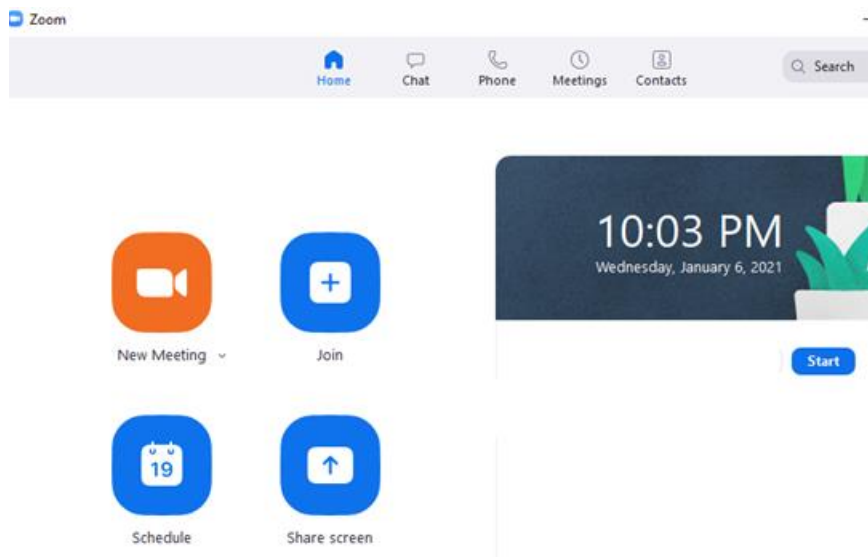 Zoom
Home Chat Phone Meetings Contacts Search
10:03 PM
Wednesday, January 6, 2021
New Meeting Join
Start
19
Schedule Share screen